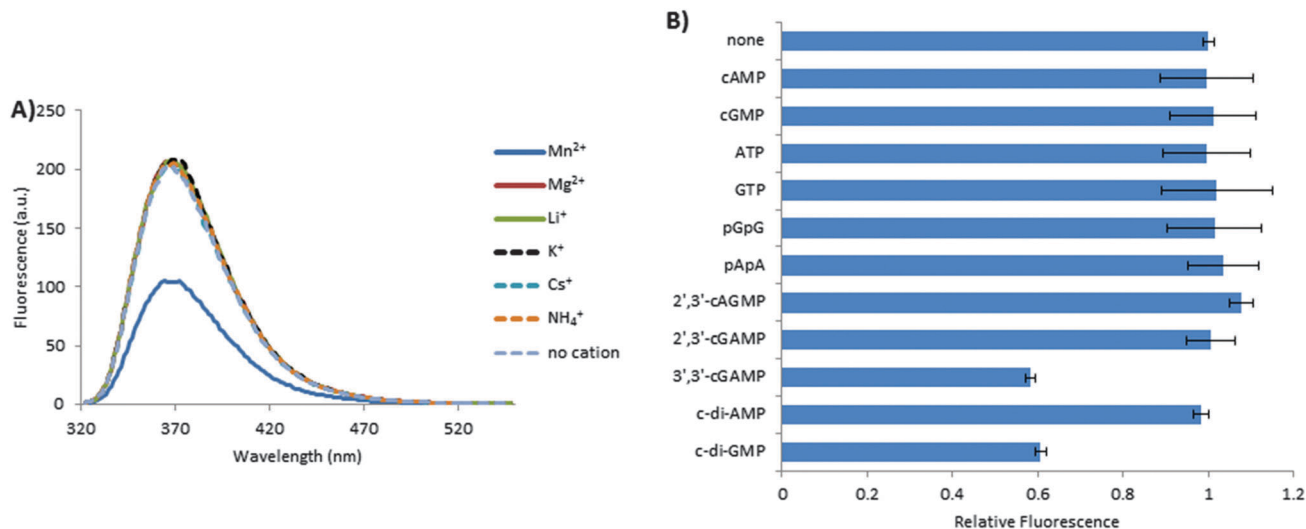 A)
250
200
150
100
50
0
Fluorescence (a.u.)
320 370 420 470 520
Wavelength (nm)
Mn²⁺
Mg²⁺
Li⁺
K⁺
Cs⁺
NH₄⁺
no cation
B)
none
cAMP
cGMP
ATP
GTP
pGpG
pApA
2',3'-cAGMP
2',3'-cGAMP
3',3'-cGAMP
c-di-AMP
c-di-GMP
0 0.2 0.4 0.6 0.8 1 1.2
Relative Fluorescence